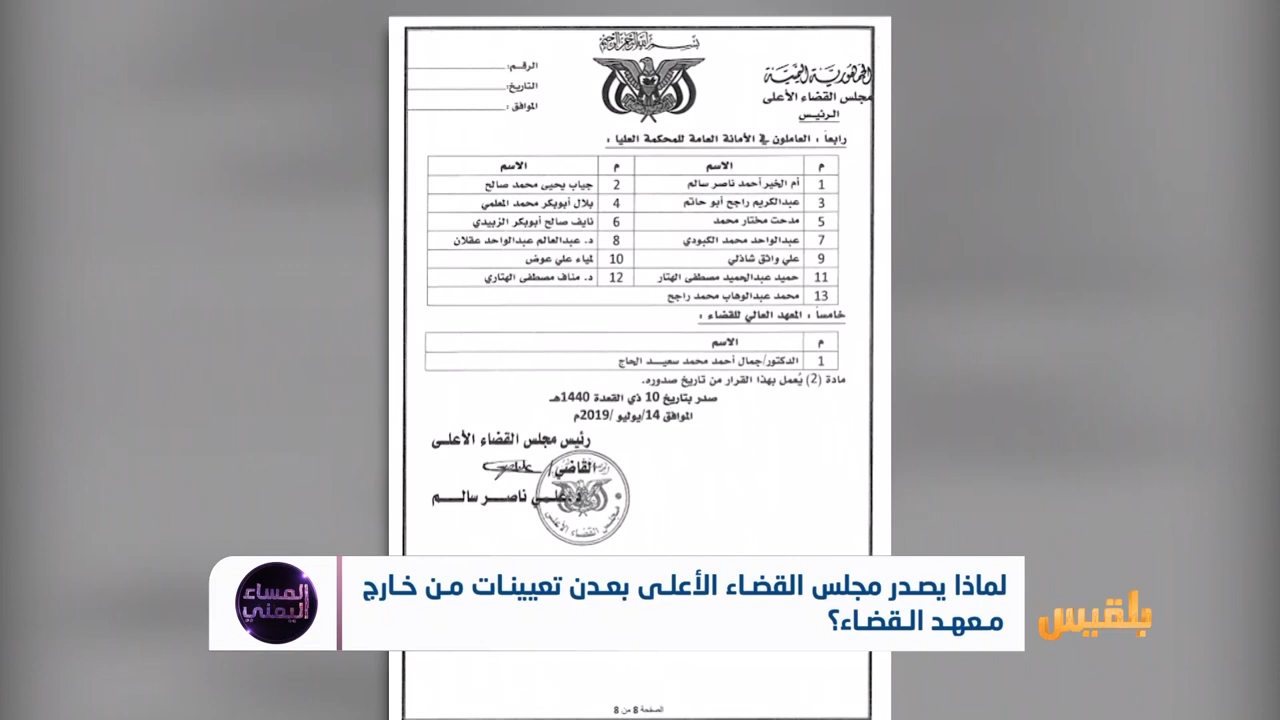 بسم الله الرحمن الرحيم
الجمهورية اليمنية
مجلس القضاء الأعلى
الرئيس
الرقم:
التاريخ:
الموافق:
رابعاً: العاملون في الأمانة العامة للمحكمة العليا:
م الاسم م الاسم
1 أم الخير أحمد ناصر سالم 2 جياب يحيى محمد صالح
3 عبدالكريم راجح أبو حاتم 4 بلال أبوبكر محمد المعلمي
5 مدحت مختار محمد 6 نايف صالح أبوبكر الزبيدي
7 عبدالواحد محمد الكبودي 8 د. عبدالعالم عبدالواحد عقلان
9 علي واثق شاذلي 10 لمياء علي عوض
11 حميد عبدالحميد مصطفى الهتار 12 د. مناف مصطفى الهتاري
13 محمد عبدالوهاب محمد راجح
خامساً: المعهد العالي للقضاء:
م الاسم
1 الدكتور/جمال أحمد محمد سعيد الحاج
مادة (2) يُعمل بهذا القرار من تاريخ صدوره.
صدر بتاريخ 10 ذي القعدة 1440هـ
الموافق 14/يوليو /2019م
رئيس مجلس القضاء الأعلى
القاضي/
علي ناصر سالم
مجلس القضاء الأعلى
لماذا يصدر مجلس القضاء الأعلى بعدن تعيينات من خارج
معهد القضاء؟
المساء
اليمني
بلقيس
الصفحة 8 من 8